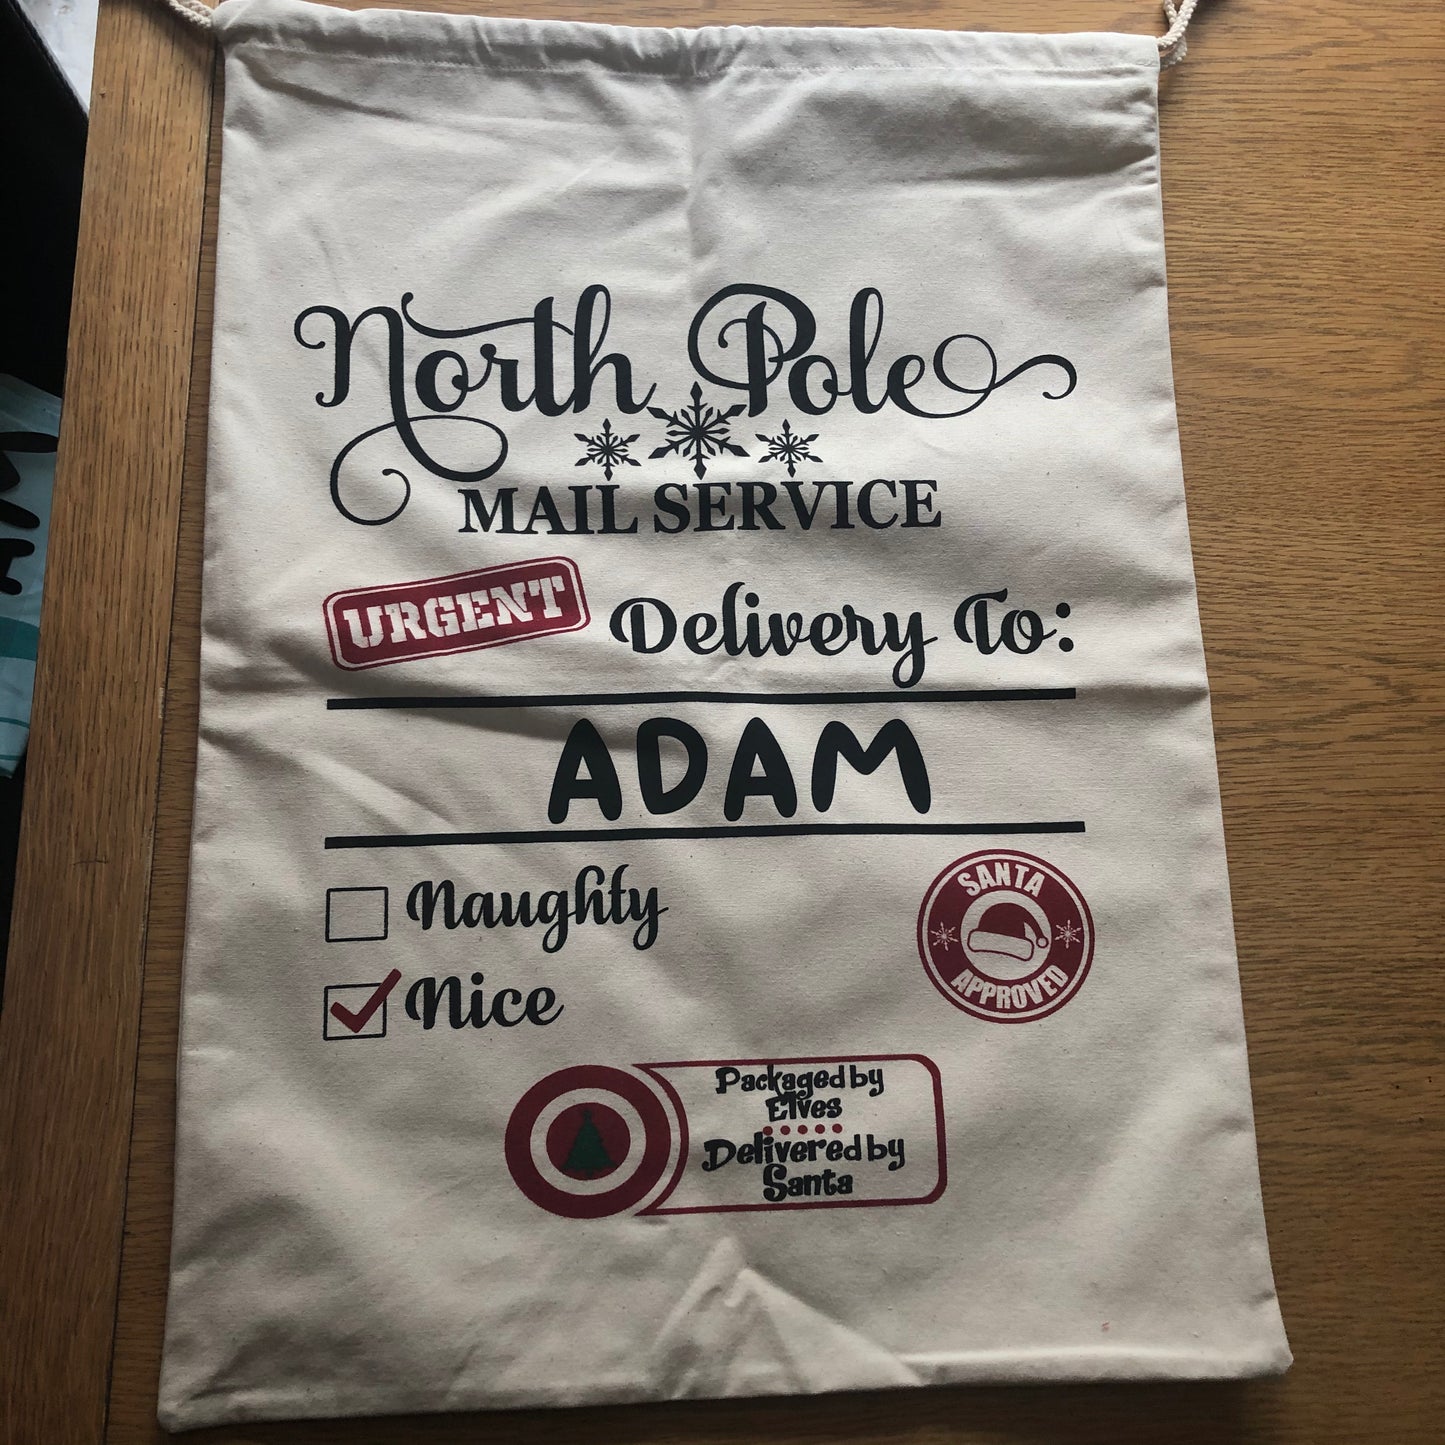 North Pole
MAIL SERVICE
URGENT Delivery To:
ADAM
Naughty
Nice
SANTA
APPROVED
Packaged by
Elves
Delivered by
Santa